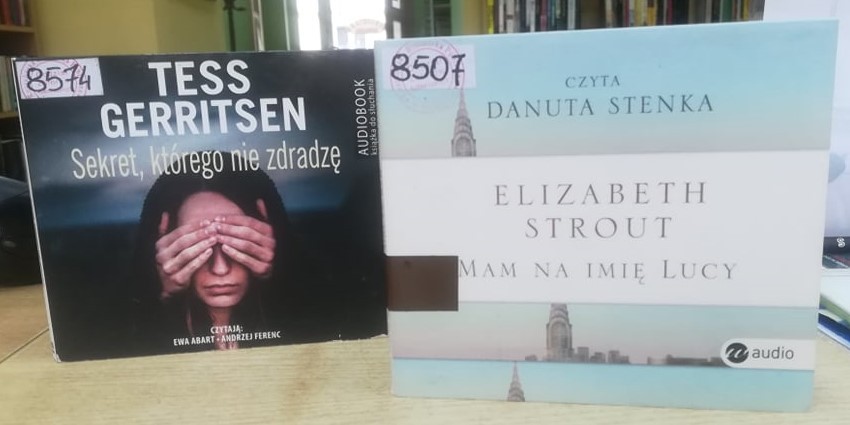 8574
TESS
GERRITSEN
Sekret, którego nie zdradzę
AUDIOBOOK
książka do słuchania
CZYTAJĄ:
EWA ABART • ANDRZEJ FERENC
8507
CZYTA
DANUTA STENKA
ELIZABETH
STROUT
MAM NA IMIĘ LUCY
audio